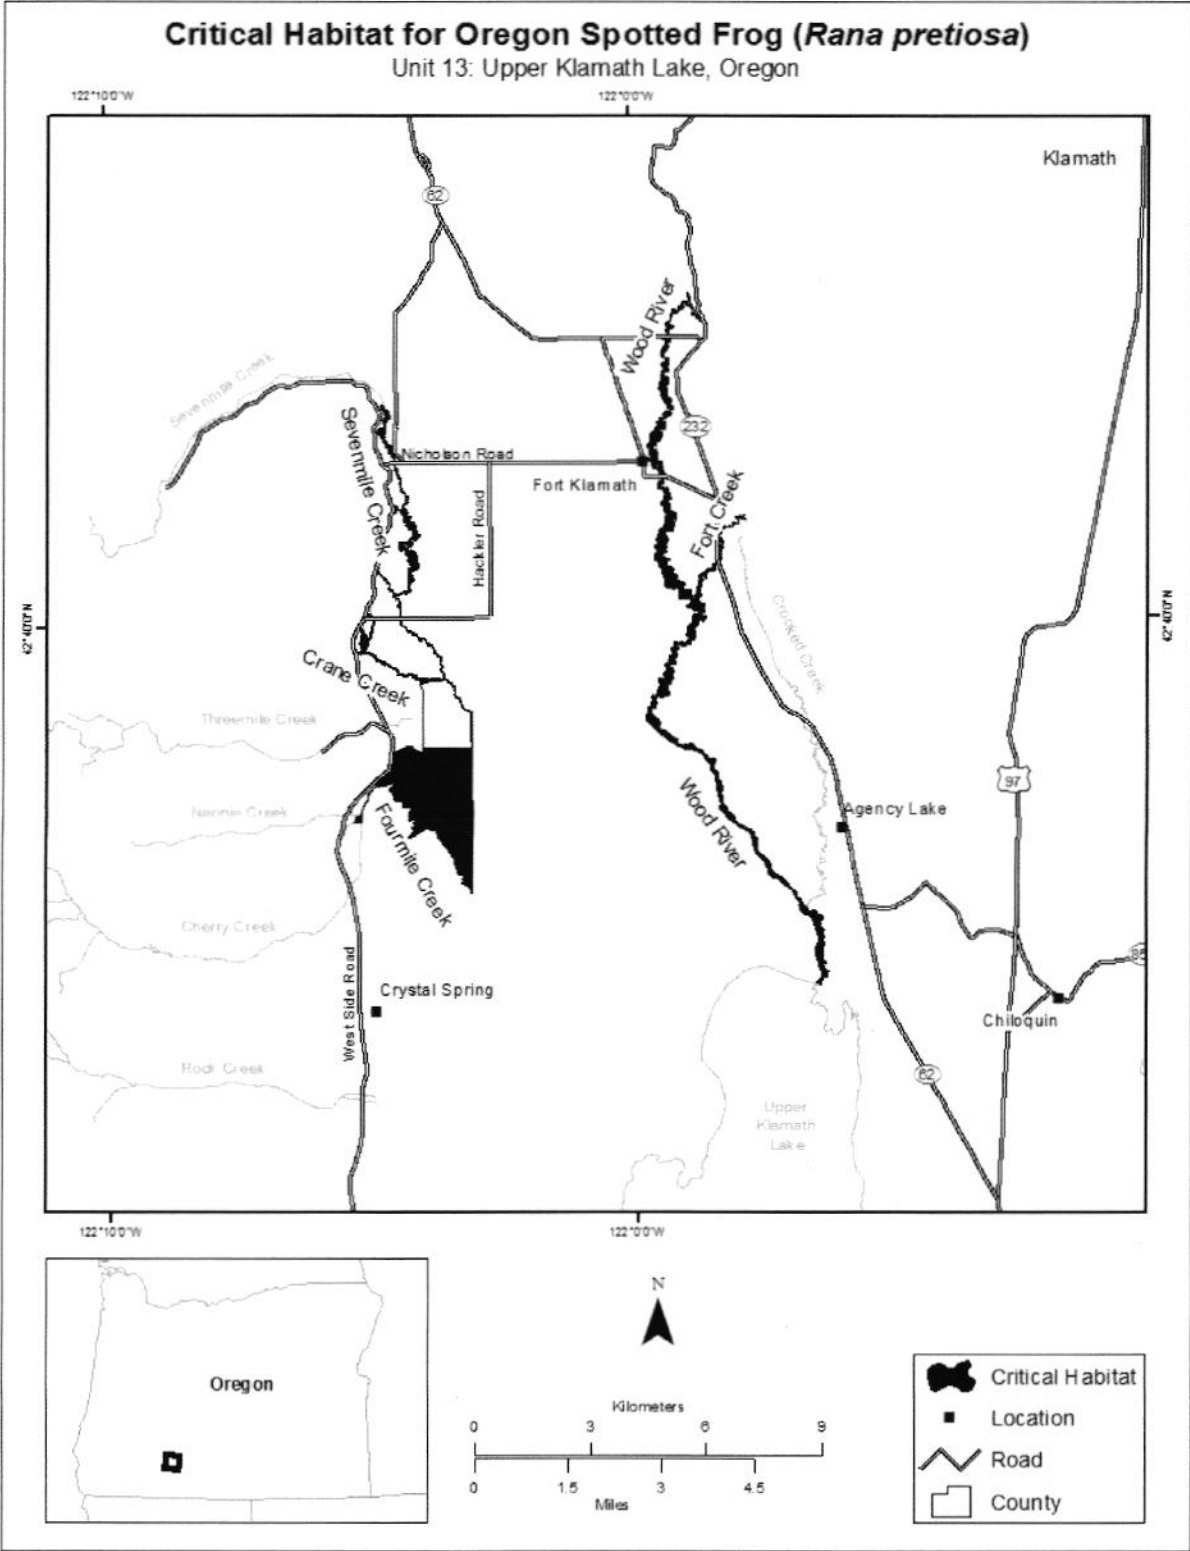 Critical Habitat for Oregon Spotted Frog (Rana pretiosa)
Unit 13: Upper Klamath Lake, Oregon
122°10'0"W
122°0'0"W
Klamath
62
Wood River
Sevenmile Creek
232
Sevenmile Creek
Nicholson Road
Fort Klamath
Hackler Road
Fort Creek
42°40'0"N
42°40'0"N
Crooked Creek
Crane Creek
Threemile Creek
97
Nannie Creek
Wood River
Agency Lake
Fourmile Creek
Cherry Creek
West Side Road
Crystal Spring
Chiloquin
Rock Creek
62
Upper
Klamath
Lake
122°10'0"W
122°0'0"W
Oregon
N
Kilometers
0 3 6 9
0 1.5 3 4.5
Miles
Critical Habitat
Location
Road
County